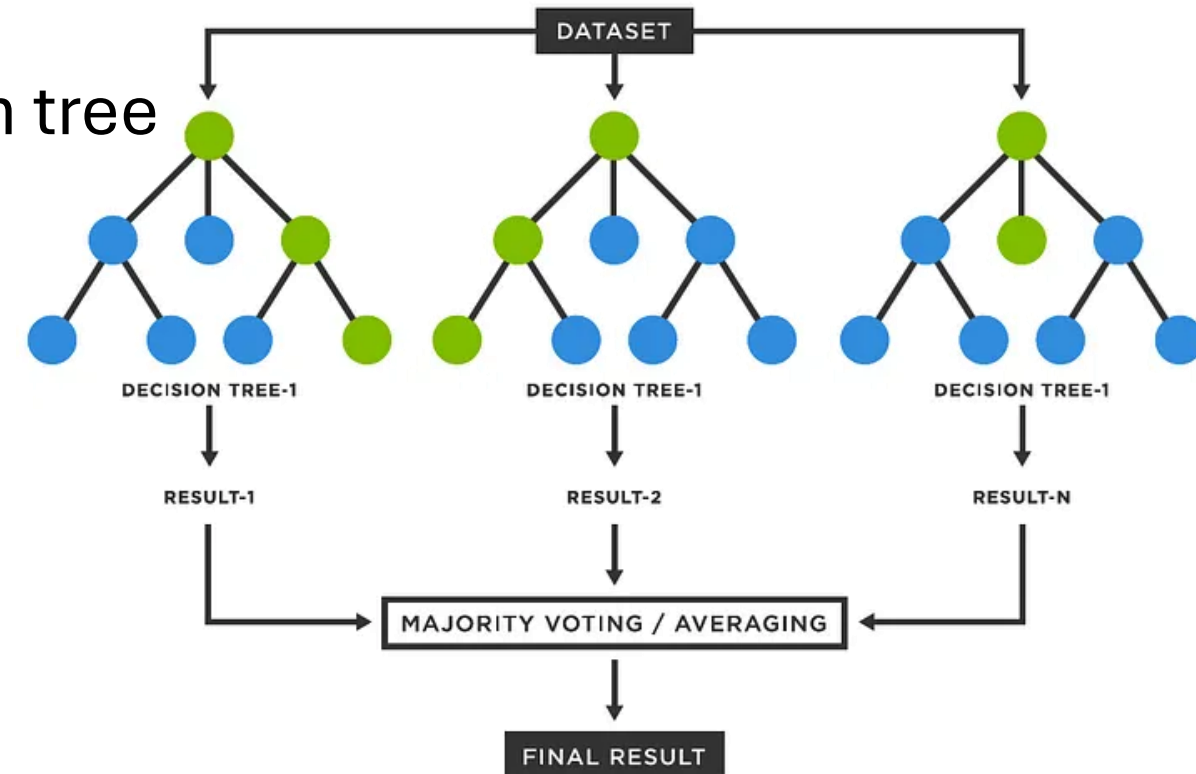 DATASET
n tree
DECISION TREE-1
DECISION TREE-1
DECISION TREE-1
RESULT-1
RESULT-2
RESULT-N
MAJORITY VOTING / AVERAGING
FINAL RESULT